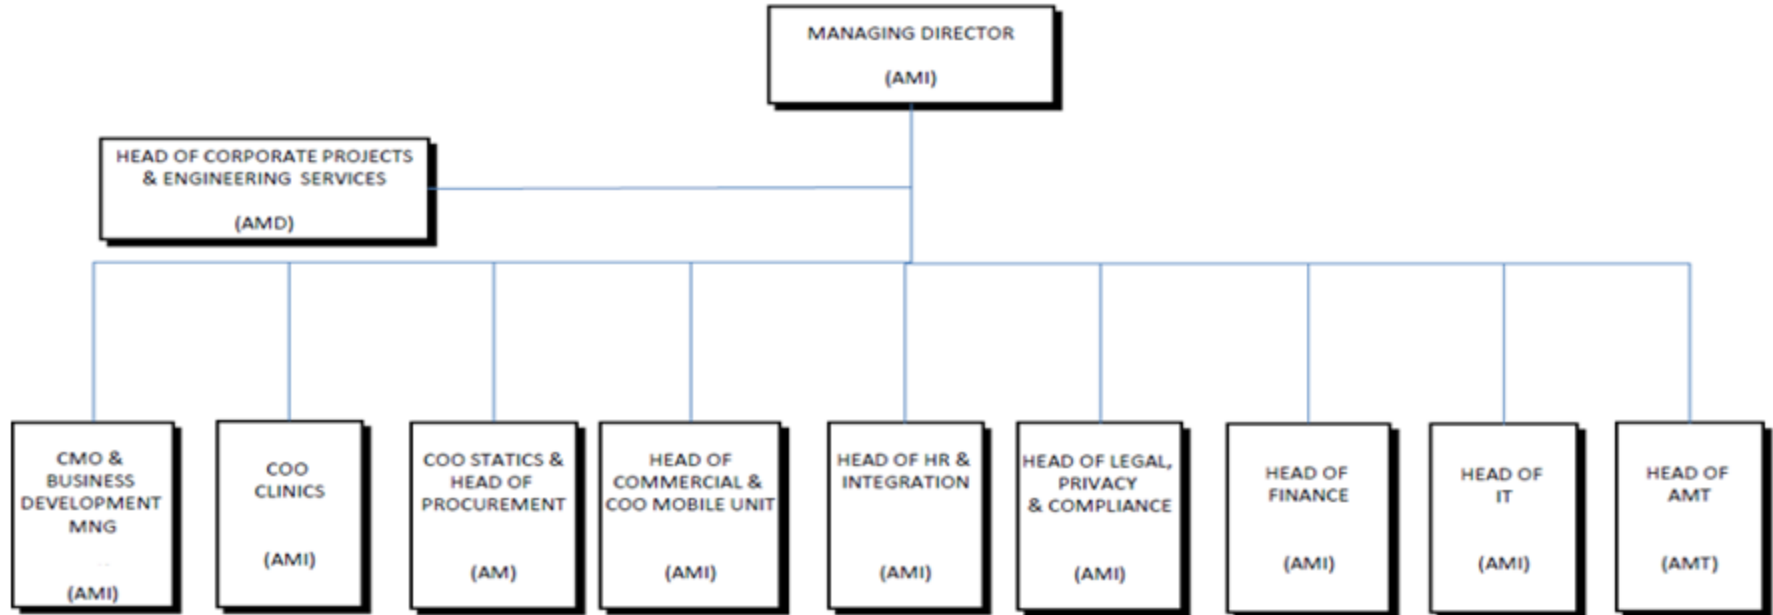 MANAGING DIRECTOR
(AMI)
HEAD OF CORPORATE PROJECTS
& ENGINEERING SERVICES
(AMD)
CMO &
BUSINESS
DEVELOPMENT
MNG
(AMI)
COO
CLINICS
(AMI)
COO STATICS &
HEAD OF
PROCUREMENT
(AM)
HEAD OF
COMMERCIAL &
COO MOBILE UNIT
(AMI)
HEAD OF HR &
INTEGRATION
(AMI)
HEAD OF LEGAL,
PRIVACY
& COMPLIANCE
(AMI)
HEAD OF
FINANCE
(AMI)
HEAD OF
IT
(AMI)
HEAD OF
AMT
(AMT)